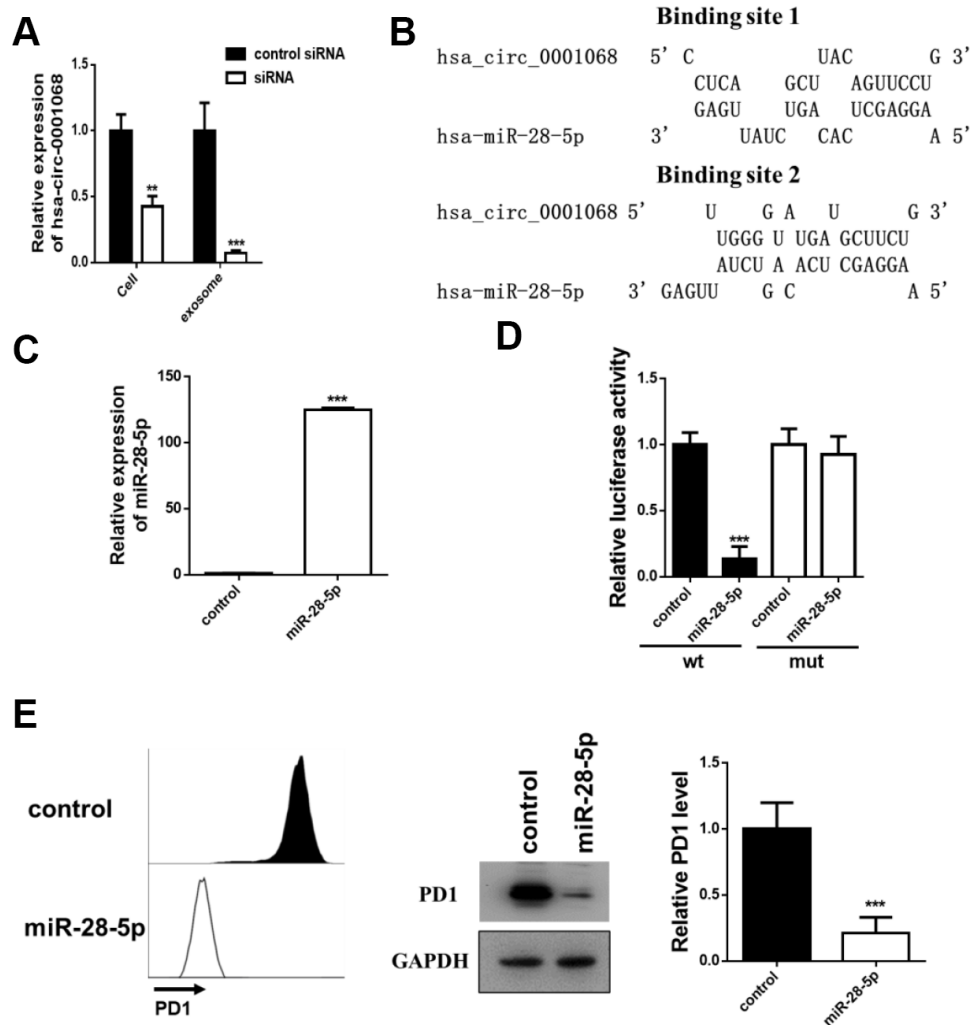 A
Relative expression
of hsa-circ-0001068
control siRNA
siRNA
1.5
1.0
0.5
0.0
**
***
Cell
exosome
B
Binding site 1
hsa_circ_0001068 5' C UAC G 3'
CUCA GCU AGUUCCU
GAGU UGA UCGAGGA
hsa-miR-28-5p 3' UAUC CAC A 5'
Binding site 2
hsa_circ_0001068 5' U G A U G 3'
UGGG U UGA GCUUCU
AUCU A ACU CGAGGA
hsa-miR-28-5p 3' GAGUU G C A 5'
C
Relative expression
of miR-28-5p
150
100
50
0
***
control
miR-28-5p
D
Relative luciferase activity
1.5
1.0
0.5
0.0
***
control
miR-28-5p
control
miR-28-5p
wt
mut
E
control
miR-28-5p
PD1
control
miR-28-5p
PD1
GAPDH
Relative PD1 level
1.5
1.0
0.5
0.0
***
control
miR-28-5p